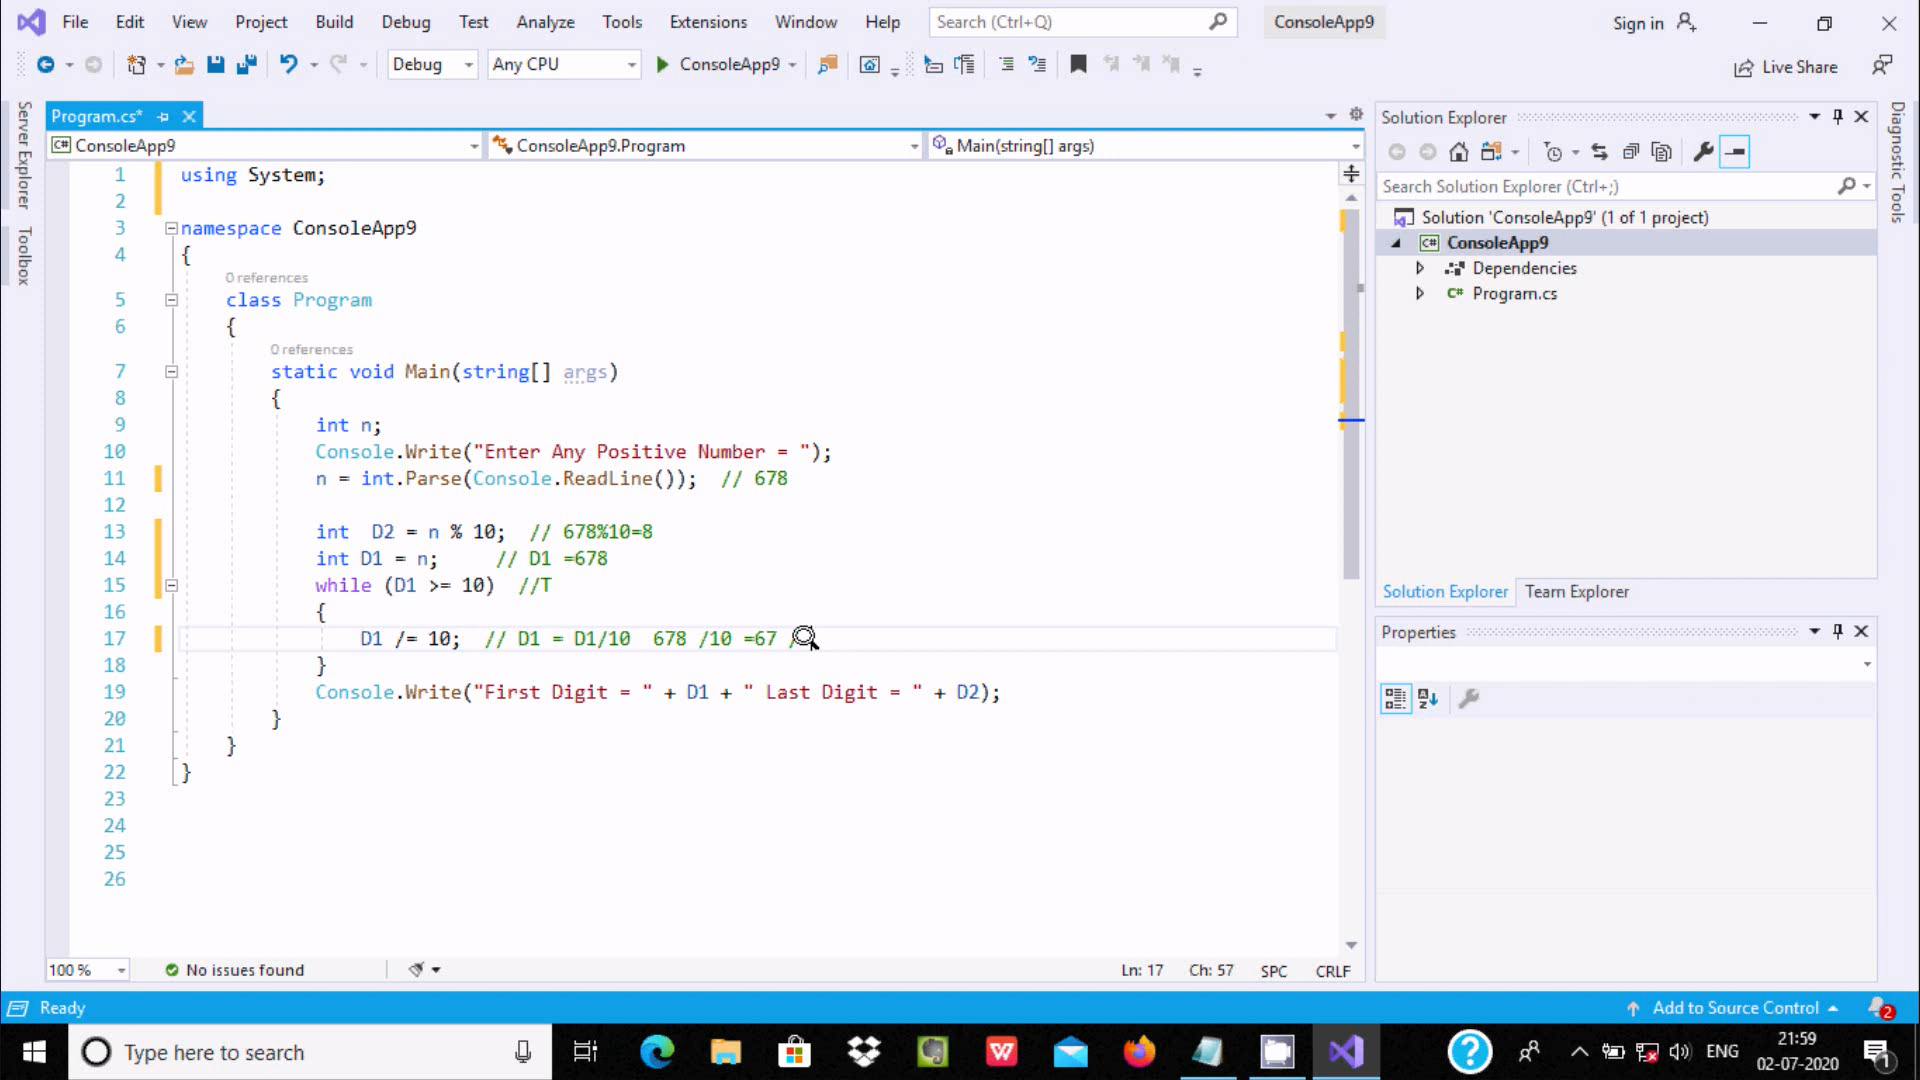 File Edit View Project Build Debug Test Analyze Tools Extensions Window Help Search (Ctrl+Q) ConsoleApp9 Sign in
Debug Any CPU ConsoleApp9 Live Share
Server Explorer
Toolbox
Program.cs*
ConsoleApp9 ConsoleApp9.Program Main(string[] args)
1 using System;
2
3 namespace ConsoleApp9
4 {
0 references
5 class Program
6 {
0 references
7 static void Main(string[] args)
8 {
9 int n;
10 Console.Write("Enter Any Positive Number = ");
11 n = int.Parse(Console.ReadLine()); // 678
12
13 int D2 = n % 10; // 678%10=8
14 int D1 = n; // D1 =678
15 while (D1 >= 10) //T
16 {
17 D1 /= 10; // D1 = D1/10 678 /10 =67
18 }
19 Console.Write("First Digit = " + D1 + " Last Digit = " + D2);
20 }
21 }
22 }
23
24
25
26
100 % No issues found Ln: 17 Ch: 57 SPC CRLF
Solution Explorer
Search Solution Explorer (Ctrl+;)
Solution 'ConsoleApp9' (1 of 1 project)
C# ConsoleApp9
Dependencies
C# Program.cs
Solution Explorer Team Explorer
Properties
Diagnostic Tools
Ready Add to Source Control 2
Type here to search ENG 21:59
02-07-2020 1